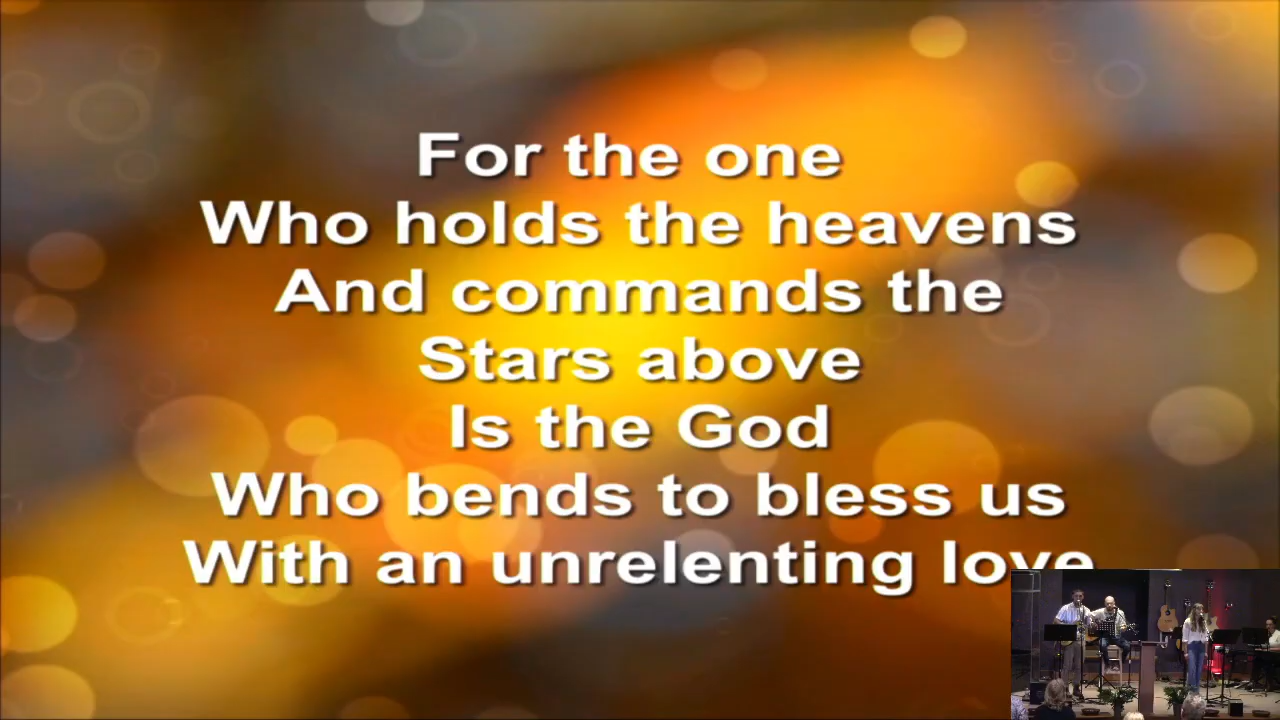 For the one
Who holds the heavens
And commands the
Stars above
Is the God
Who bends to bless us
With an unrelenting love